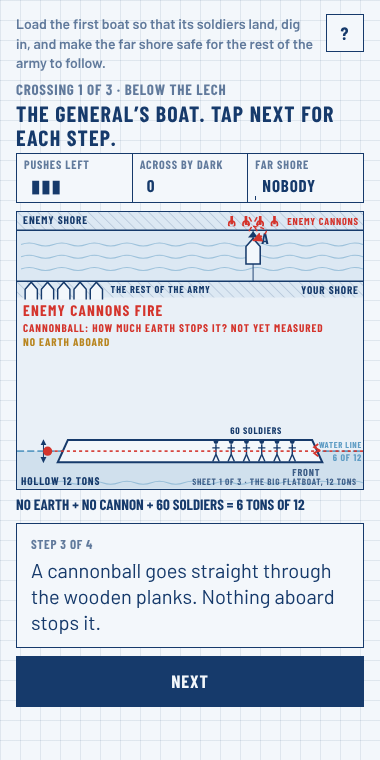 Load the first boat so that its soldiers land, dig
in, and make the far shore safe for the rest of the
army to follow.
?
CROSSING 1 OF 3 · BELOW THE LECH
THE GENERAL'S BOAT. TAP NEXT FOR
EACH STEP.
PUSHES LEFT
ACROSS BY DARK
0
FAR SHORE
NOBODY
ENEMY SHORE
ENEMY CANNONS
THE REST OF THE ARMY
YOUR SHORE
ENEMY CANNONS FIRE
CANNONBALL: HOW MUCH EARTH STOPS IT? NOT YET MEASURED
NO EARTH ABOARD
60 SOLDIERS
WATER LINE
6 OF 12
FRONT
HOLLOW 12 TONS
SHEET 1 OF 3 · THE BIG FLATBOAT, 12 TONS
NO EARTH + NO CANNON + 60 SOLDIERS = 6 TONS OF 12
STEP 3 OF 4
A cannonball goes straight through
the wooden planks. Nothing aboard
stops it.
NEXT